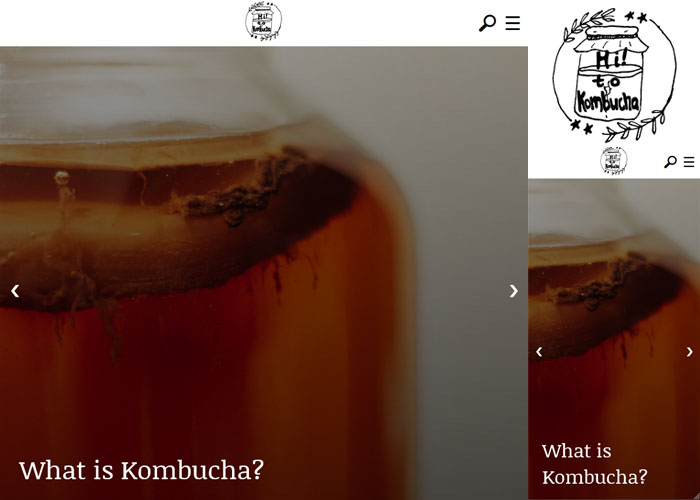 Hi!
to
Kombucha
What is Kombucha?
Hi!
to
Kombucha
Hi!
to
Kombucha
What is
Kombucha?